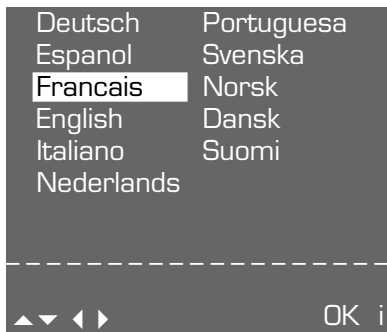 Deutsch
Espanol
Francais
English
Italiano
Nederlands
Portuguesa
Svenska
Norsk
Dansk
Suomi
OK i